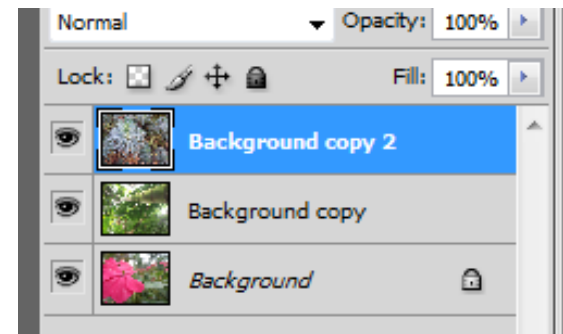 Normal Opacity: 100%
Lock: Fill: 100%
Background copy 2
Background copy
Background